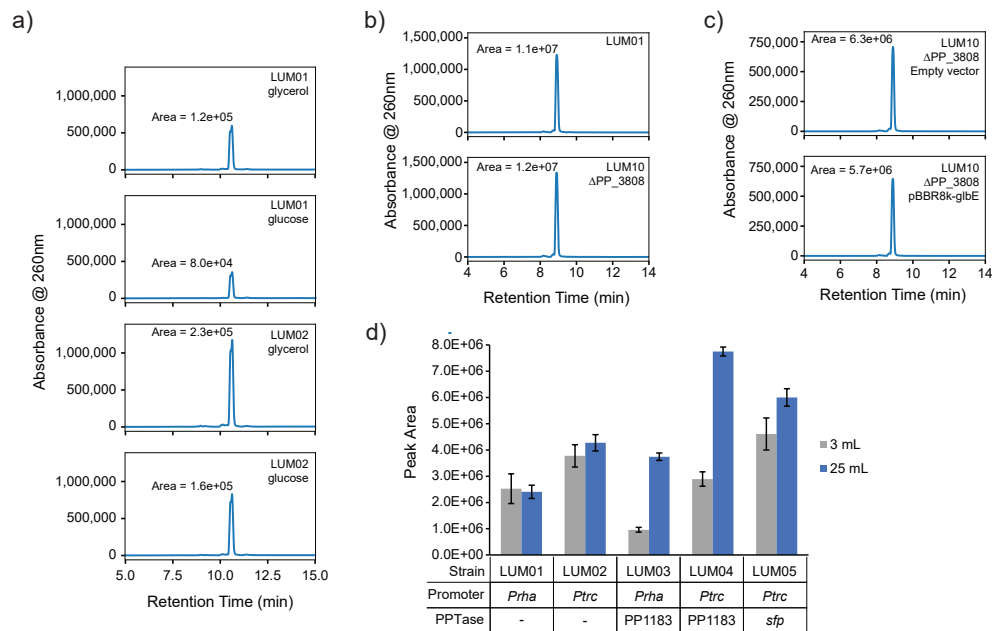 a)
Absorbance @ 260nm
LUM01
glycerol
Area = 1.2e+05
1,000,000
500,000
0
LUM01
glucose
Area = 8.0e+04
1,000,000
500,000
0
LUM02
glycerol
Area = 2.3e+05
1,000,000
500,000
0
LUM02
glucose
Area = 1.6e+05
1,000,000
500,000
0
5.0 7.5 10.0 12.5 15.0
Retention Time (min)
b)
Absorbance @ 260nm
Area = 1.1e+07
LUM01
1,500,000
1,000,000
500,000
0
Area = 1.2e+07
LUM10
ΔPP_3808
1,500,000
1,000,000
500,000
0
4 6 8 10 12 14
Retention Time (min)
c)
Area = 6.3e+06
LUM10
ΔPP_3808
Empty vector
750,000
500,000
250,000
0
Area = 5.7e+06
LUM10
ΔPP_3808
pBBR8k-glbE
750,000
500,000
250,000
0
4 6 8 10 12 14
Retention Time (min)
d)
Peak Area
8.0E+06
7.0E+06
6.0E+06
5.0E+06
4.0E+06
3.0E+06
2.0E+06
1.0E+06
0.0E+00
3 mL
25 mL
Strain LUM01 LUM02 LUM03 LUM04 LUM05
Promoter Prha Ptrc Prha Ptrc Ptrc
PPTase - - PP1183 PP1183 sfp